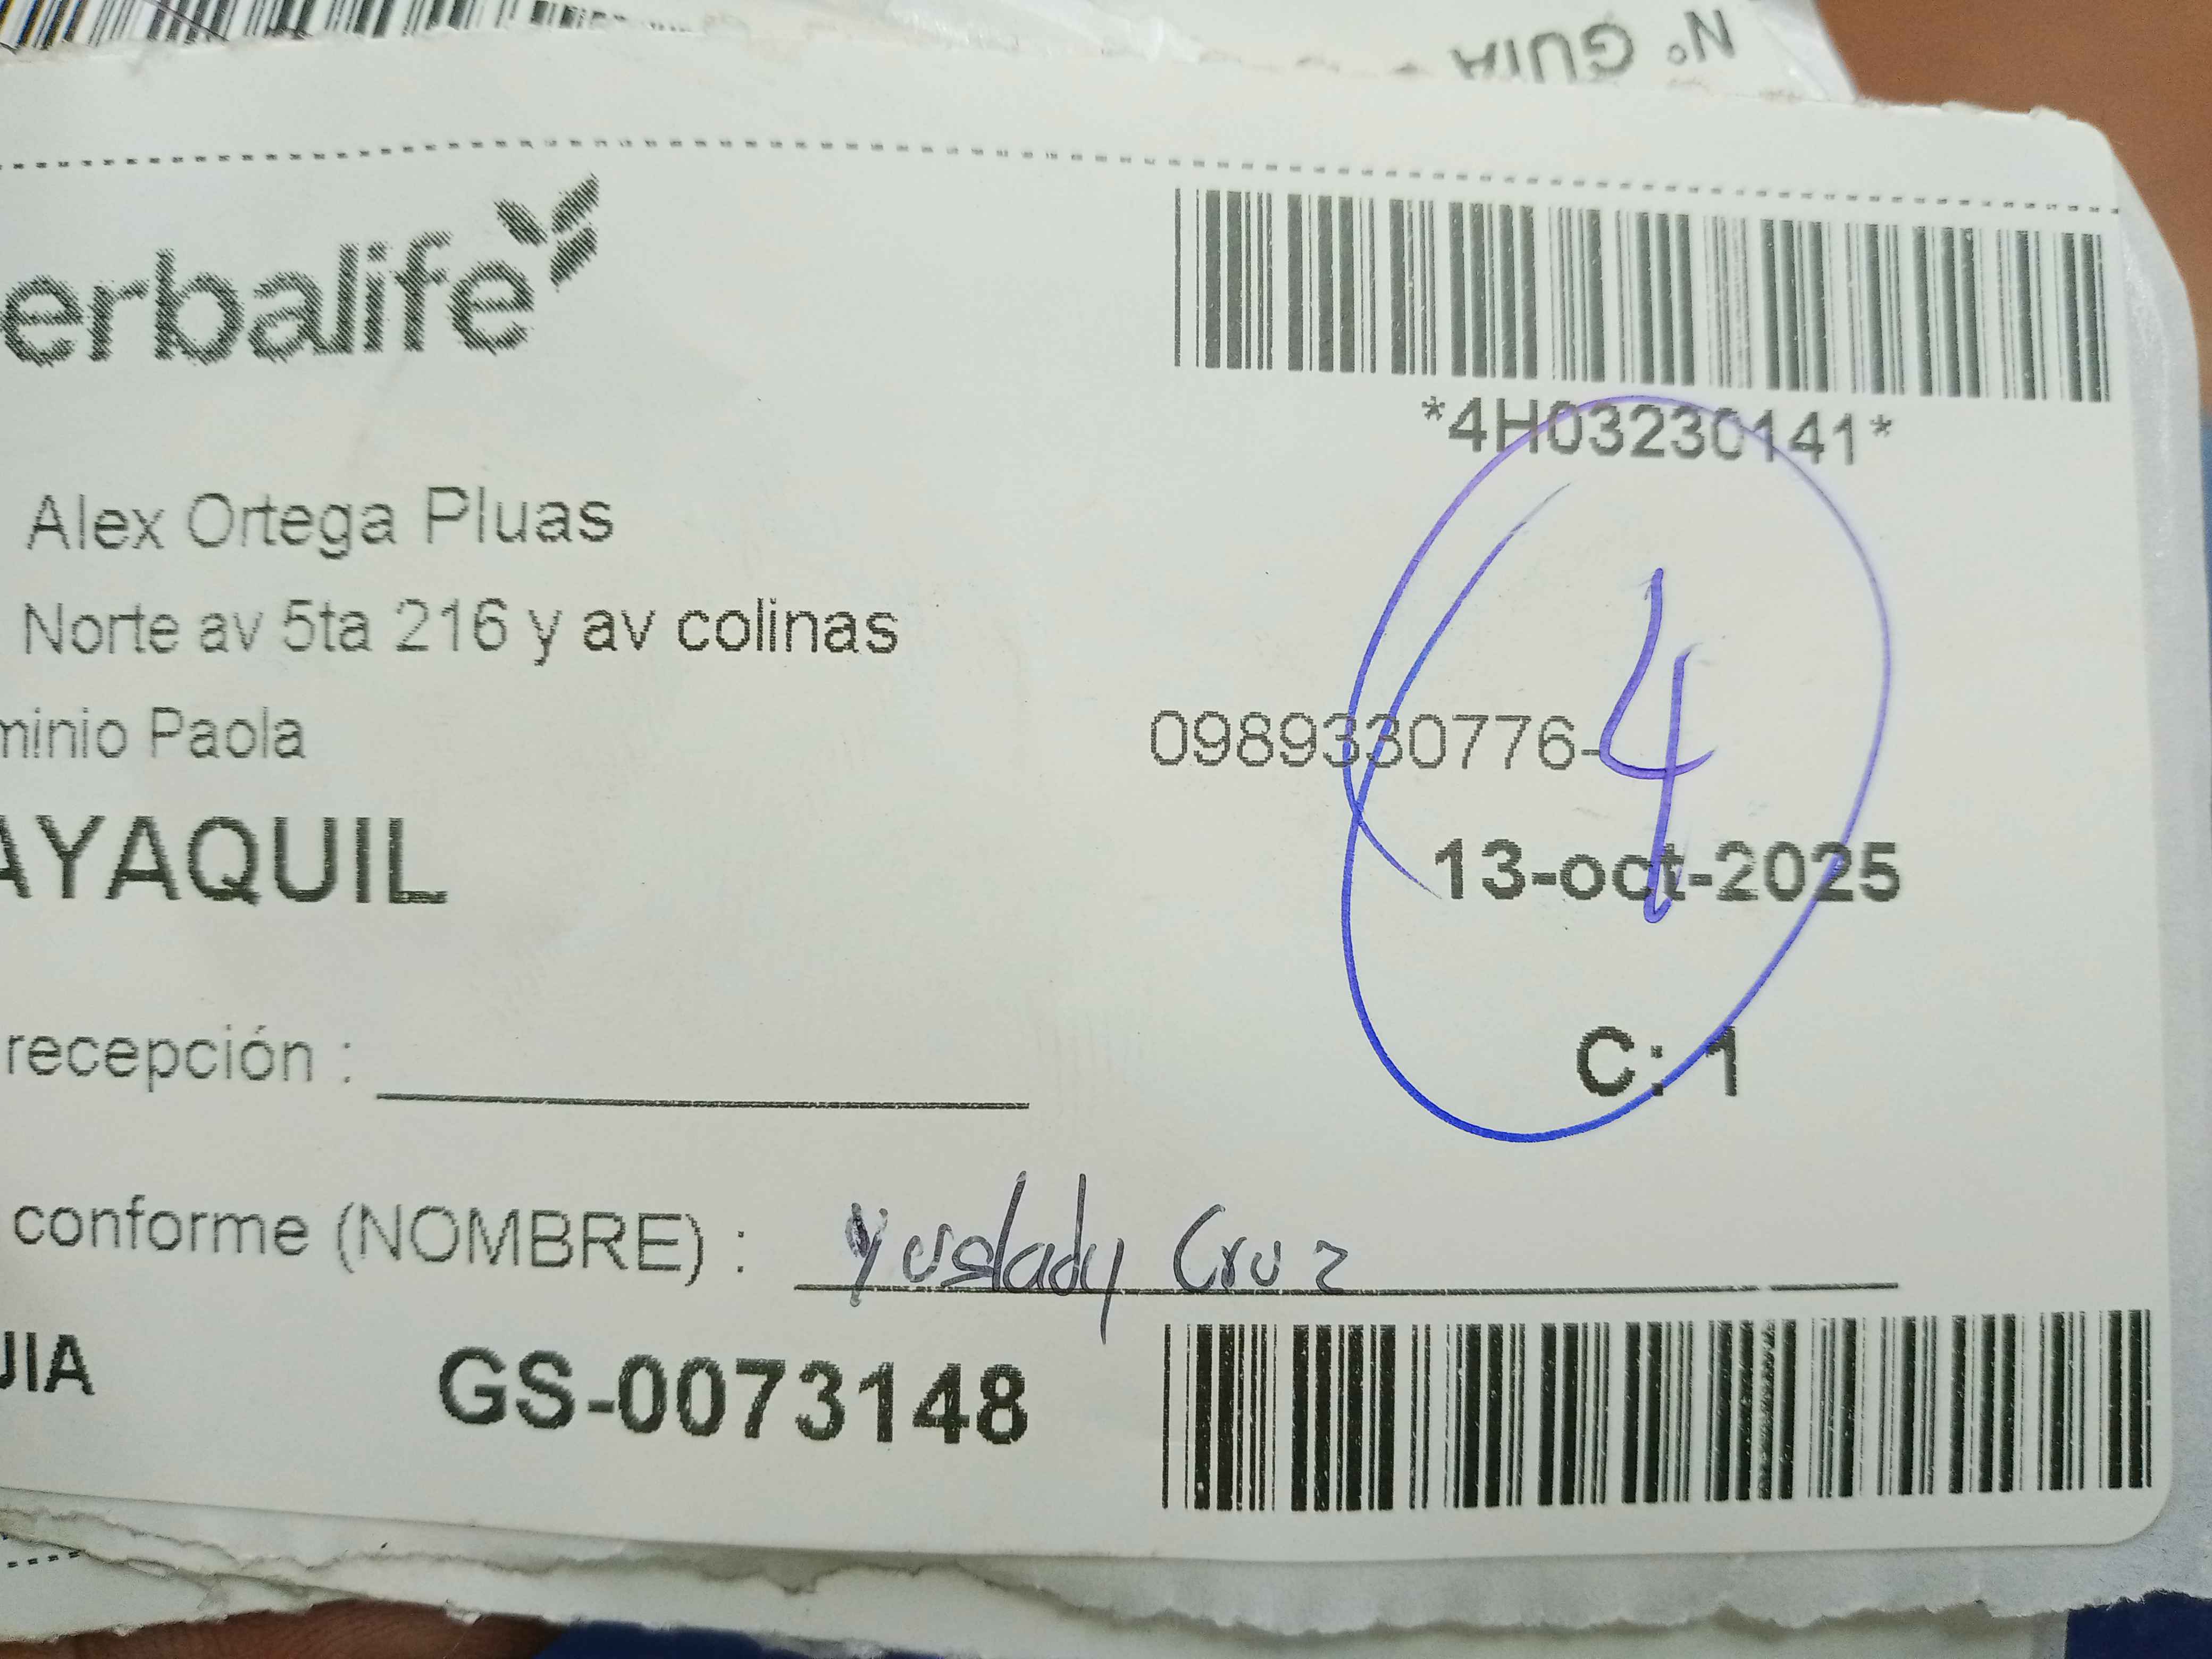 N° GUIA
erbalife
*4H03230141*
Alex Ortega Pluas
Norte av 5ta 216 y av colinas
minio Paola
0989330776-
4
AYAQUIL
13-oct-2025
recepción :
C: 1
conforme (NOMBRE) : Yuslady Cruz
UIA
GS-0073148